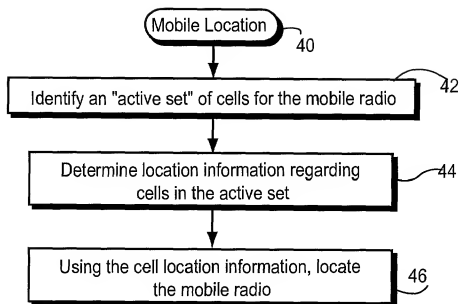 Mobile Location
40
42
Identify an "active set" of cells for the mobile radio
Determine location information regarding
cells in the active set
44
Using the cell location information, locate
the mobile radio
46